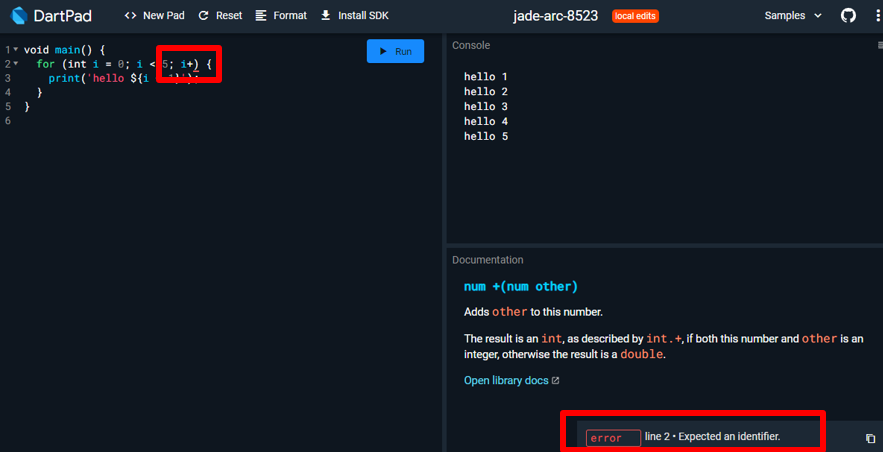 DartPad
<> New Pad Reset Format Install SDK
jade-arc-8523 local edits
Samples
1 void main() {
2 for (int i = 0; i < 5; i+) {
3 print('hello ${i 1}');
4 }
5 }
6
Run
Console
hello 1
hello 2
hello 3
hello 4
hello 5
Documentation
num +(num other)
Adds other to this number.
The result is an int, as described by int.+, if both this number and other is an
integer, otherwise the result is a double.
Open library docs
error line 2 • Expected an identifier.